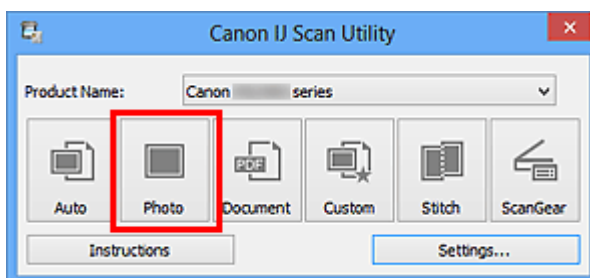 Canon IJ Scan Utility
Product Name: Canon series
PDF
Auto Photo Document Custom Stitch ScanGear
Instructions Settings...